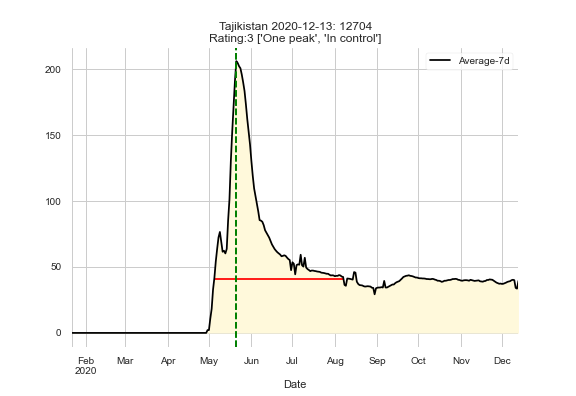 Tajikistan 2020-12-13: 12704
Rating:3 ['One peak', 'In control']
Average-7d
200
150
100
50
0
Feb Mar Apr May Jun Jul Aug Sep Oct Nov Dec
2020
Date